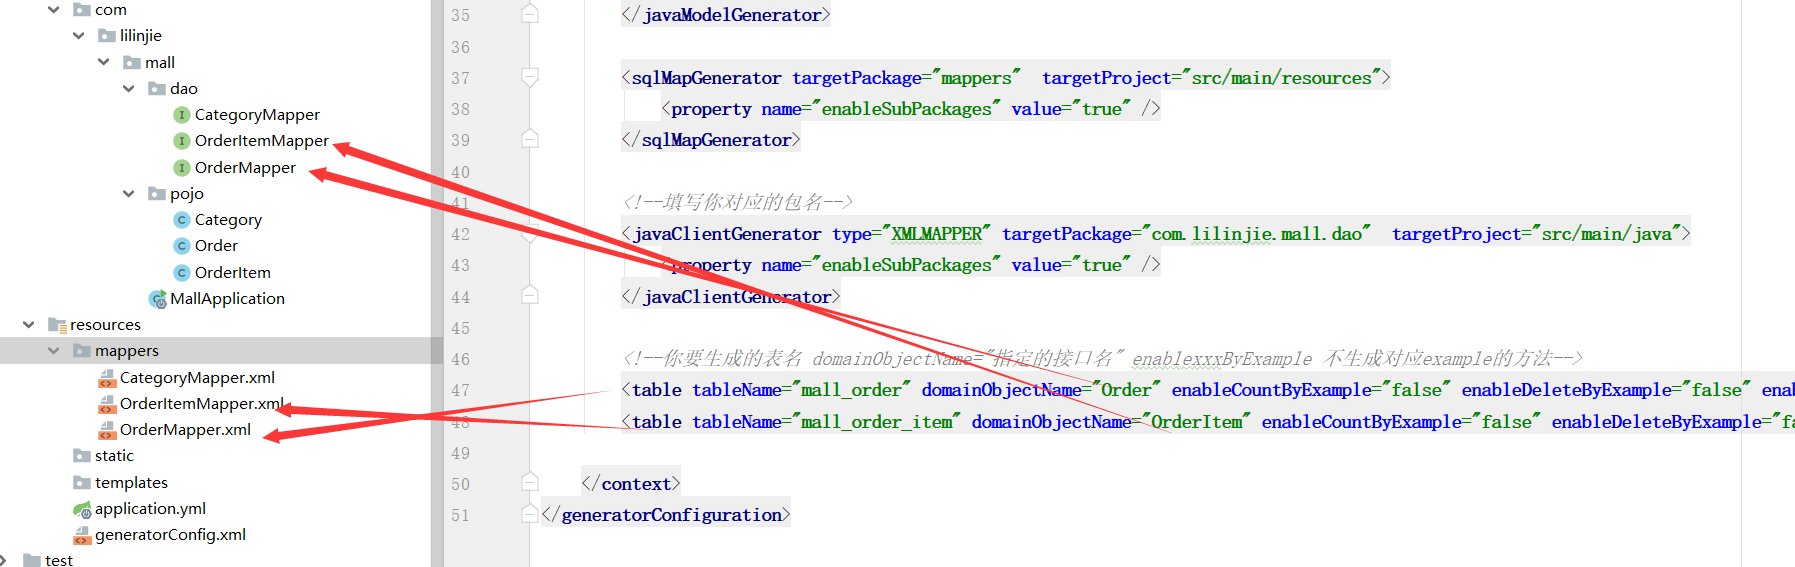 com
lilinjie
mall
dao
CategoryMapper
OrderItemMapper
OrderMapper
pojo
Category
Order
OrderItem
MallApplication
resources
mappers
CategoryMapper.xml
OrderItemMapper.xml
OrderMapper.xml
static
templates
application.yml
generatorConfig.xml
test
35 </javaModelGenerator>
36
37 <sqlMapGenerator targetPackage="mappers" targetProject="src/main/resources">
38 <property name="enableSubPackages" value="true" />
39 </sqlMapGenerator>
40
41 <!--填写你对应的包名-->
42 <javaClientGenerator type="XMLMAPPER" targetPackage="com.lilinjie.mall.dao" targetProject="src/main/java">
43 <property name="enableSubPackages" value="true" />
44 </javaClientGenerator>
45
46 <!--你要生成的表名 domainObjectName="指定的接口名" enablexxxByExample 不生成对应example的方法-->
47 <table tableName="mall_order" domainObjectName="Order" enableCountByExample="false" enableDeleteByExample="false" enab
48 <table tableName="mall_order_item" domainObjectName="OrderItem" enableCountByExample="false" enableDeleteByExample="fa
49
50 </context>
51 </generatorConfiguration>